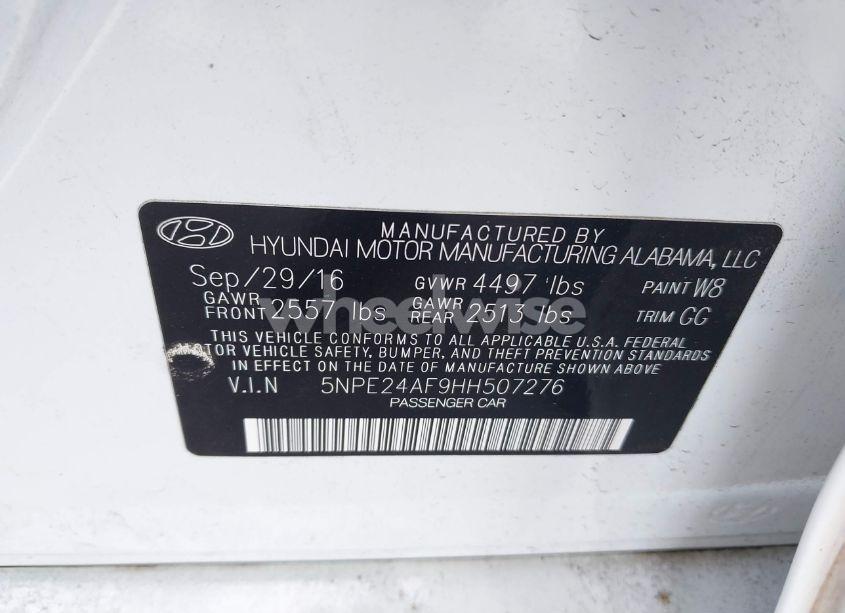 MANUFACTURED BY
HYUNDAI MOTOR MANUFACTURING ALABAMA, LLC
Sep/29/16 GVWR 4497 lbs PAINT W8
GAWR FRONT 2557 lbs GAWR REAR 2513 lbs TRIM GG
wheelwise
THIS VEHICLE CONFORMS TO ALL APPLICABLE U.S.A. FEDERAL
MOTOR VEHICLE SAFETY, BUMPER, AND THEFT PREVENTION STANDARDS
IN EFFECT ON THE DATE OF MANUFACTURE SHOWN ABOVE
V.I.N 5NPE24AF9HH507276
PASSENGER CAR